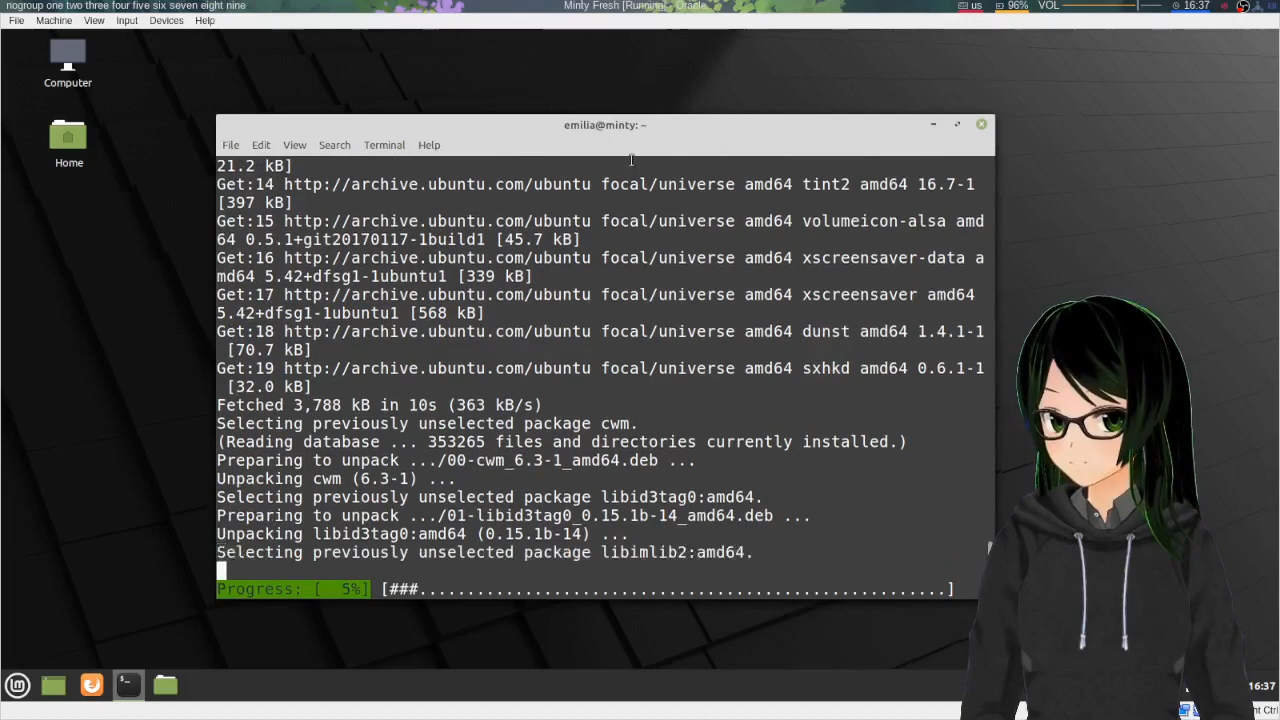 nogroup one two three four five six seven eight nine
Minty Fresh [Running] - Oracle
us
96%
VOL
16:37
File Machine View Input Devices Help
Computer
Home
emilia@minty: ~
File Edit View Search Terminal Help
21.2 kB]
Get:14 http://archive.ubuntu.com/ubuntu focal/universe amd64 tint2 amd64 16.7-1
[397 kB]
Get:15 http://archive.ubuntu.com/ubuntu focal/universe amd64 volumeicon-alsa amd
64 0.5.1+git20170117-1build1 [45.7 kB]
Get:16 http://archive.ubuntu.com/ubuntu focal/universe amd64 xscreensaver-data a
md64 5.42+dfsg1-1ubuntu1 [339 kB]
Get:17 http://archive.ubuntu.com/ubuntu focal/universe amd64 xscreensaver amd64
5.42+dfsg1-1ubuntu1 [568 kB]
Get:18 http://archive.ubuntu.com/ubuntu focal/universe amd64 dunst amd64 1.4.1-1
[70.7 kB]
Get:19 http://archive.ubuntu.com/ubuntu focal/universe amd64 sxhkd amd64 0.6.1-1
[32.0 kB]
Fetched 3,788 kB in 10s (363 kB/s)
Selecting previously unselected package cwm.
(Reading database ... 353265 files and directories currently installed.)
Preparing to unpack .../00-cwm_6.3-1_amd64.deb ...
Unpacking cwm (6.3-1) ...
Selecting previously unselected package libid3tag0:amd64.
Preparing to unpack .../01-libid3tag0_0.15.1b-14_amd64.deb ...
Unpacking libid3tag0:amd64 (0.15.1b-14) ...
Selecting previously unselected package libimlib2:amd64.
Progress: [  5%] [###.......................................................]
16:37
Ctrl